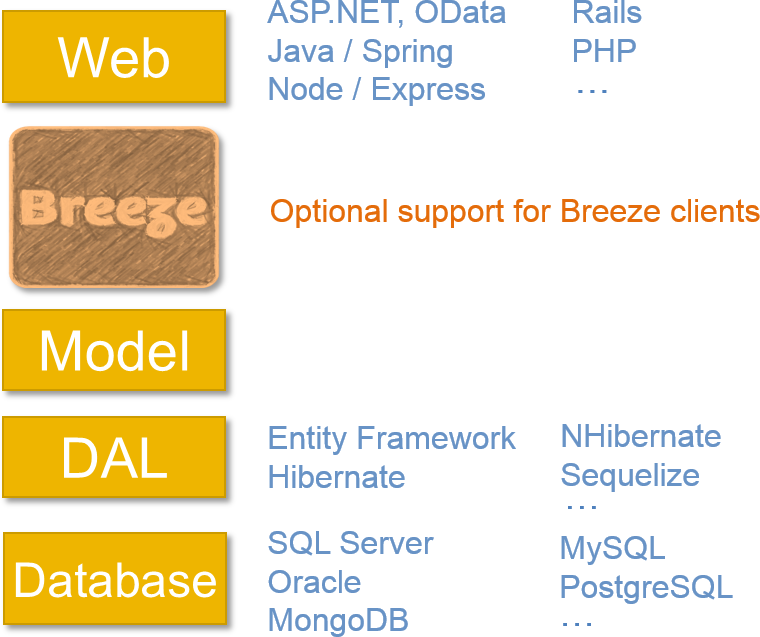 Web
ASP.NET, OData
Java / Spring
Node / Express
Rails
PHP
...
Breeze
Optional support for Breeze clients
Model
DAL
Entity Framework
Hibernate
NHibernate
Sequelize
...
Database
SQL Server
Oracle
MongoDB
MySQL
PostgreSQL
...